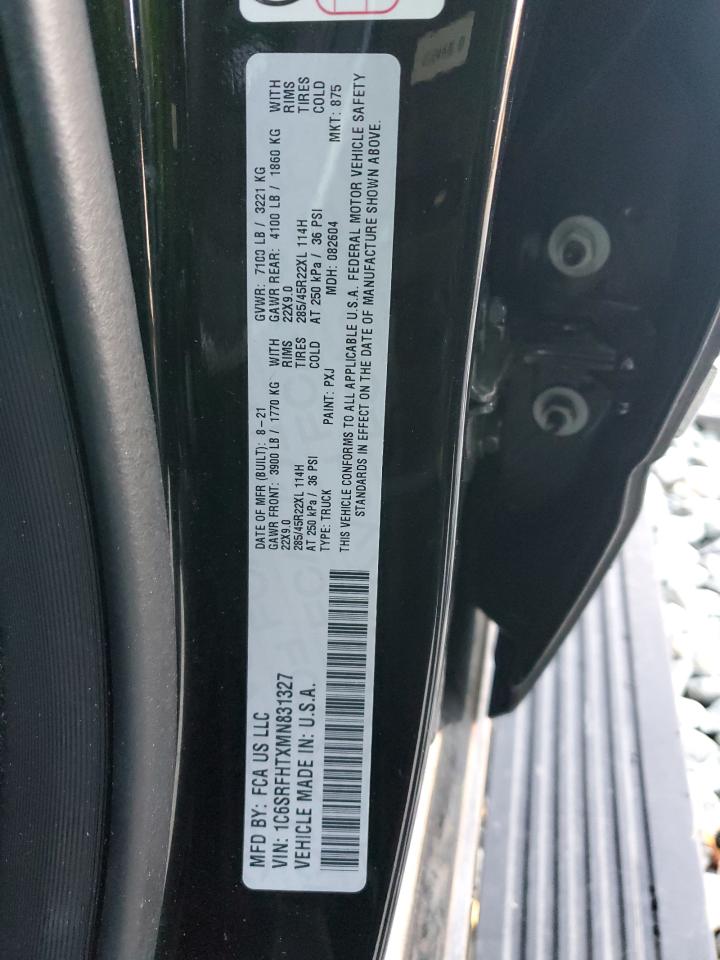 MFD BY: FCA US LLC
VIN: 1C6SRFHTXMN831327
VEHICLE MADE IN: U.S.A.
DATE OF MFR (BUILT): 8-21 GVWR: 7100 LB / 3221 KG
GAWR FRONT: 3900 LB / 1770 KG WITH GAWR REAR: 4100 LB / 1860 KG WITH
22X9.0 RIMS 22X9.0 RIMS
285/45R22XL 114H TIRES 285/45R22XL 114H TIRES
AT 250 kPa / 36 PSI COLD AT 250 kPa / 36 PSI COLD
TYPE: TRUCK PAINT: PXJ MDH: 082604 MKT: 875
THIS VEHICLE CONFORMS TO ALL APPLICABLE U.S.A. FEDERAL MOTOR VEHICLE SAFETY
STANDARDS IN EFFECT ON THE DATE OF MANUFACTURE SHOWN ABOVE.